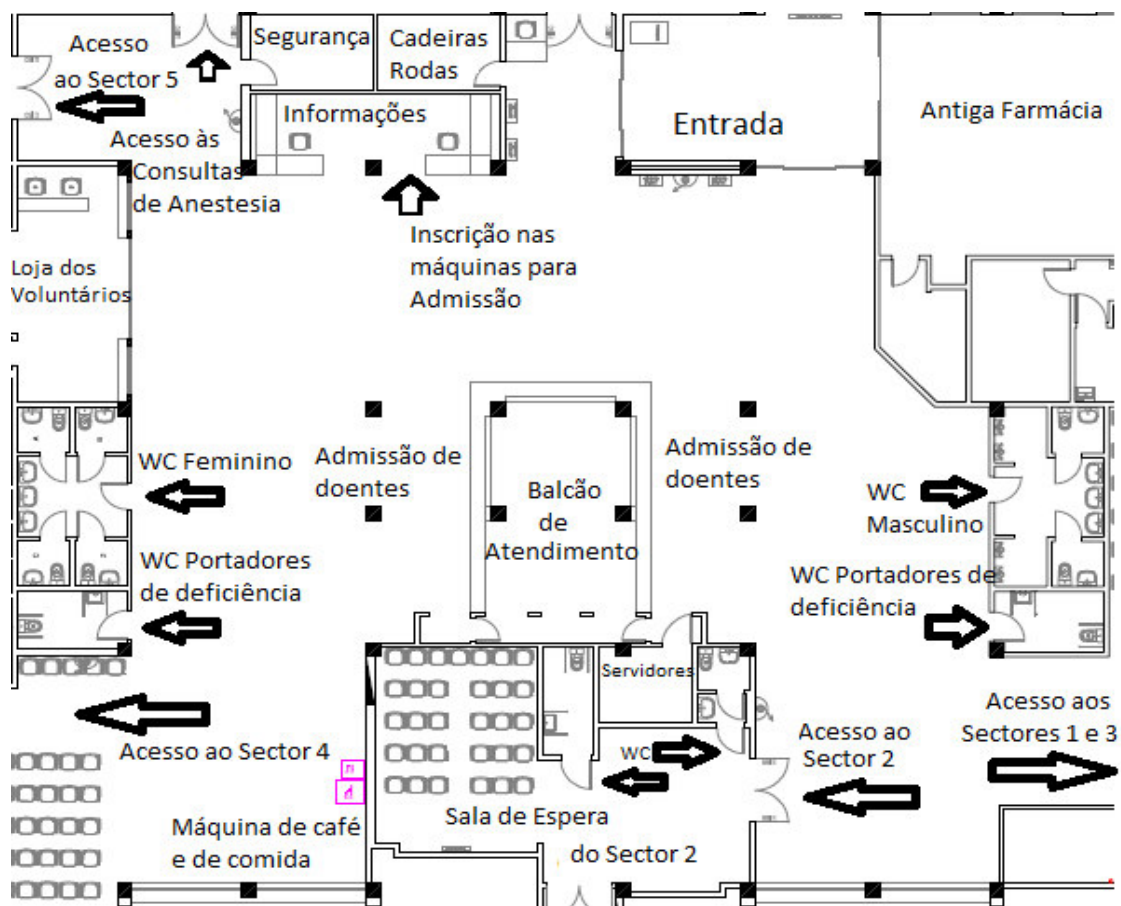 Acesso
ao Sector 5
Segurança
Cadeiras
Rodas
Informações
Entrada
Antiga Farmácia
Acesso às
Consultas
de Anestesia
Inscrição nas
máquinas para
Admissão
Loja dos
Voluntários
WC Feminino
Admissão de
doentes
Balcão
de
Atendimento
Admissão de
doentes
WC
Masculino
WC Portadores
de deficiência
WC Portadores de
deficiência
Servidores
Acesso ao Sector 4
WC
Acesso ao
Sector 2
Acesso aos
Sectores 1 e 3
Máquina de café
e de comida
Sala de Espera
do Sector 2